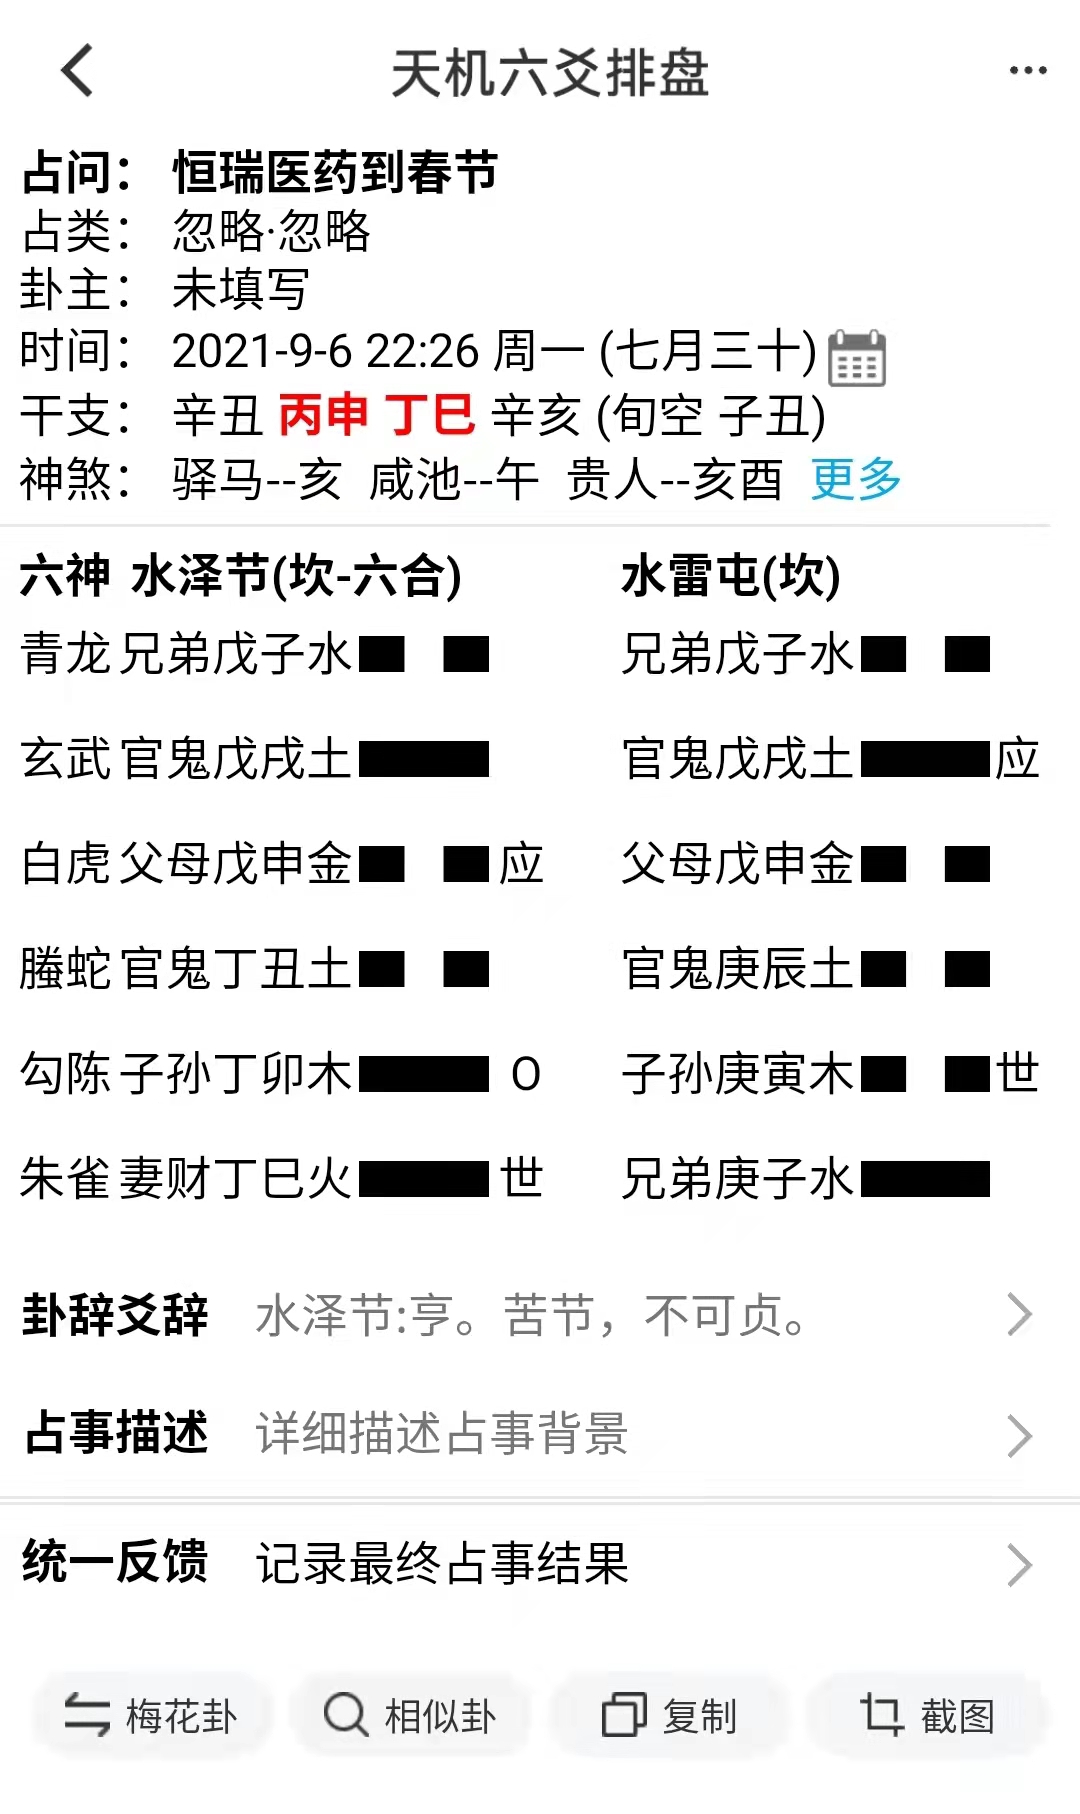 天机六爻排盘
占问： 恒瑞医药到春节
占类： 忽略·忽略
卦主： 未填写
时间： 2021-9-6 22:26 周一 (七月三十)
干支： 辛丑 丙申 丁巳 辛亥 (旬空 子丑)
神煞： 驿马--亥 咸池--午 贵人--亥酉 更多
六神 水泽节(坎-六合) 水雷屯(坎)
青龙 兄弟戊子水 兄弟戊子水
玄武 官鬼戊戌土 官鬼戊戌土 应
白虎 父母戊申金 应 父母戊申金
螣蛇 官鬼丁丑土 官鬼庚辰土
勾陈 子孙丁卯木 O 子孙庚寅木 世
朱雀 妻财丁巳火 世 兄弟庚子水
卦辞爻辞 水泽节:亨。苦节，不可贞。
占事描述 详细描述占事背景
统一反馈 记录最终占事结果
梅花卦 相似卦 复制 截图